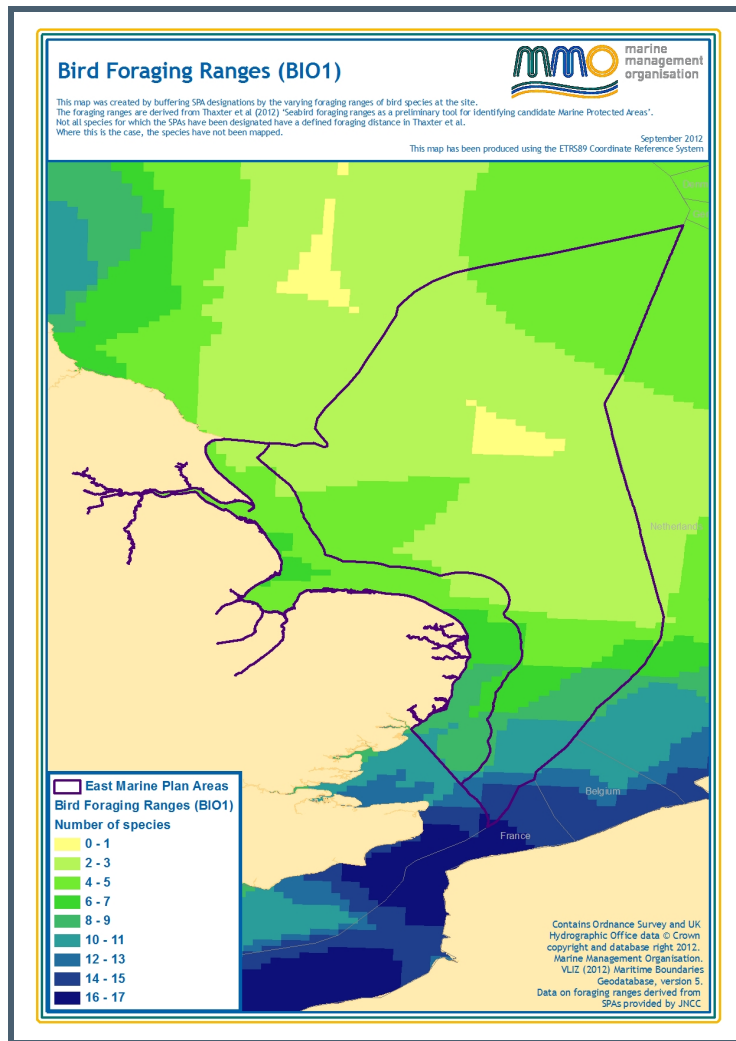 Bird Foraging Ranges (BIO1)
mmo
marine
management
organisation
This map was created by buffering SPA designations by the varying foraging ranges of bird species at the site.
The foraging ranges are derived from Thaxter et al (2012) ‘Seabird foraging ranges as a preliminary tool for identifying candidate Marine Protected Areas’.
Not all species for which the SPAs have been designated have a defined foraging distance in Thaxter et al.
Where this is the case, the species have not been mapped.
September 2012
This map has been produced using the ETRS89 Coordinate Reference System
Netherland
Belgium
France
East Marine Plan Areas
Bird Foraging Ranges (BIO1)
Number of species
0 - 1
2 - 3
4 - 5
6 - 7
8 - 9
10 - 11
12 - 13
14 - 15
16 - 17
Contains Ordnance Survey and UK
Hydrographic Office data © Crown
copyright and database right 2012.
Marine Management Organisation.
VLIZ (2012) Maritime Boundaries
Geodatabase, version 5.
Data on foraging ranges derived from
SPAs provided by JNCC